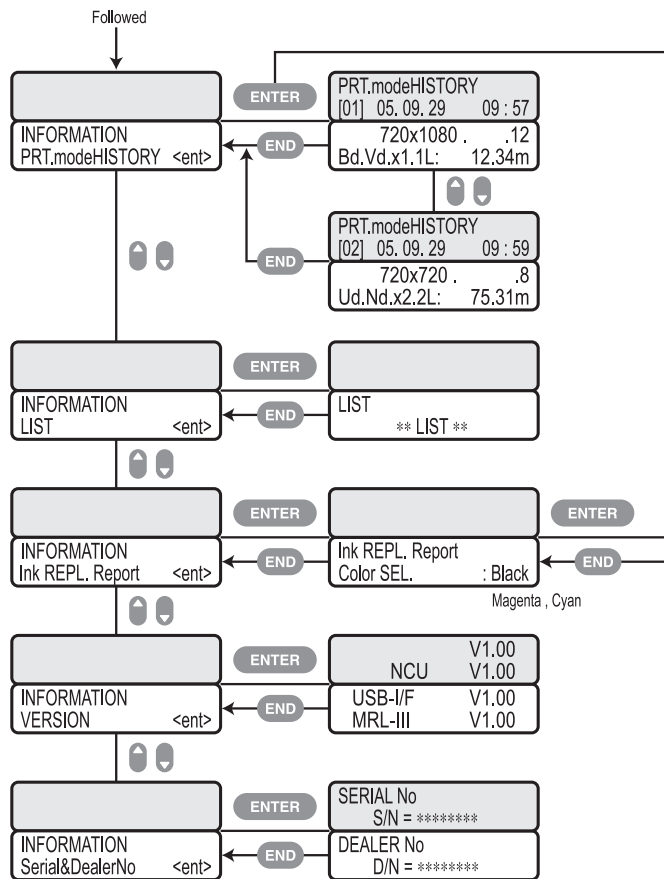 Followed
ENTER
PRT.modeHISTORY
[01] 05. 09. 29 09 : 57
INFORMATION
PRT.modeHISTORY <ent>
END
720x1080 . .12
Bd.Vd.x1.1L: 12.34m
PRT.modeHISTORY
[02] 05. 09. 29 09 : 59
END
720x720 . .8
Ud.Nd.x2.2L: 75.31m
ENTER
INFORMATION
LIST <ent>
END
LIST
** LIST **
ENTER
ENTER
INFORMATION
Ink REPL. Report <ent>
END
Ink REPL. Report
Color SEL. : Black
END
Magenta , Cyan
ENTER
V1.00
NCU V1.00
INFORMATION
VERSION <ent>
END
USB-I/F V1.00
MRL-III V1.00
ENTER
SERIAL No
S/N = ********
INFORMATION
Serial&DealerNo <ent>
END
DEALER No
D/N = ********